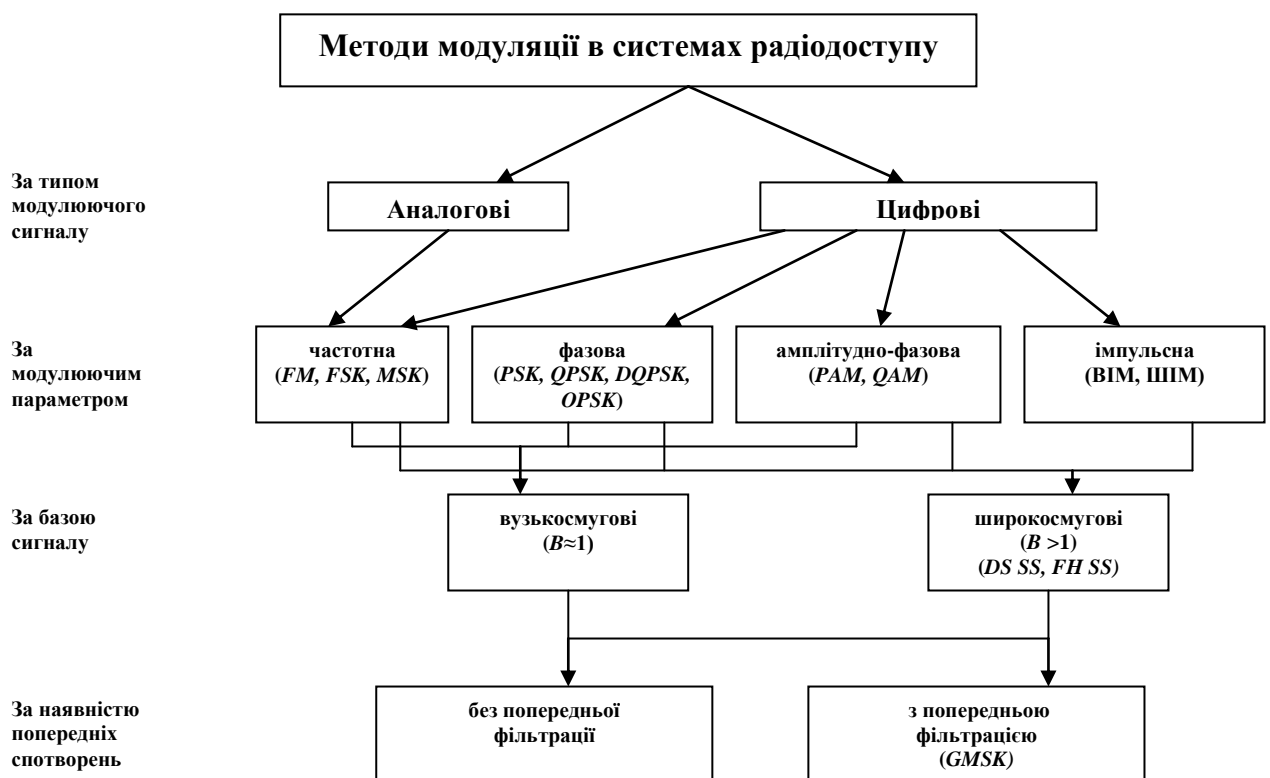 Методи модуляції в системах радіодоступу
За типом
модулюючого
сигналу
Аналогові
Цифрові
За
модулюючим
параметром
частотна
(FM, FSK, MSK)
фазова
(PSK, QPSK, DQPSK,
OPSK)
амплітудно-фазова
(PAM, QAM)
імпульсна
(ВІМ, ШІМ)
За базою
сигналу
вузькосмугові
(B≈1)
широкосмугові
(B >1)
(DS SS, FH SS)
За наявністю
попередніх
спотворень
без попередньої
фільтрації
з попередньою
фільтрацією
(GMSK)